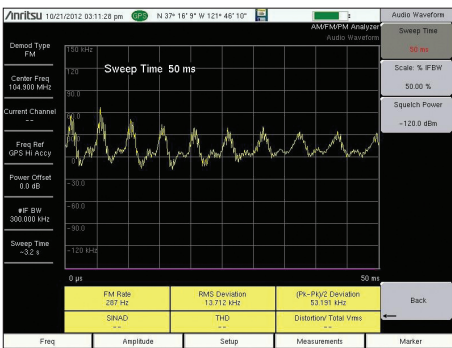 Anritsu 10/21/2012 03:11:28 pm GPS N 37° 16' 9" W 121° 46' 10"
Audio Waveform
AM/FM/PM Analyzer
Audio Waveform
Demod Type
FM
Center Freq
104.900 MHz
Current Channel
--
Freq Ref
GPS Hi Accy
Power Offset
0.0 dB
#IF BW
300.000 kHz
Sweep Time
~3.2 s
150 kHz
120
Sweep Time 50 ms
90.0
-30.0
-60.0
-90.0
-120 kHz
0 µs
50 ms
FM Rate
287 Hz
RMS Deviation
13.712 kHz
(Pk-Pk)/2 Deviation
53.191 kHz
SINAD
--
THD
--
Distortion/ Total Vrms
--
Sweep Time
50 ms
Scale: % IFBW
50.00 %
Squelch Power
-120.0 dBm
Back
Freq
Amplitude
Setup
Measurements
Marker